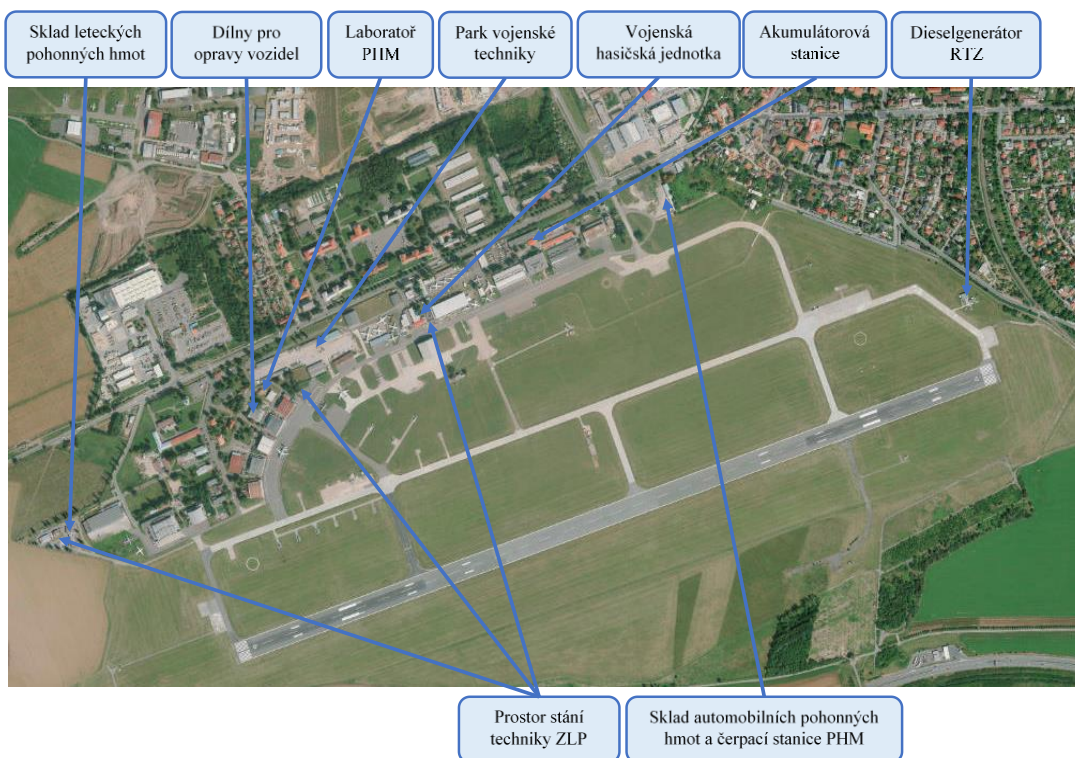 Sklad leteckých
pohonných hmot
Dílny pro
opravy vozidel
Laboratoř
PHM
Park vojenské
techniky
Vojenská
hasičská jednotka
Akumulátorová
stanice
Dieselgenerátor
RTZ
Prostor stání
techniky ZLP
Sklad automobilních pohonných
hmot a čerpací stanice PHM